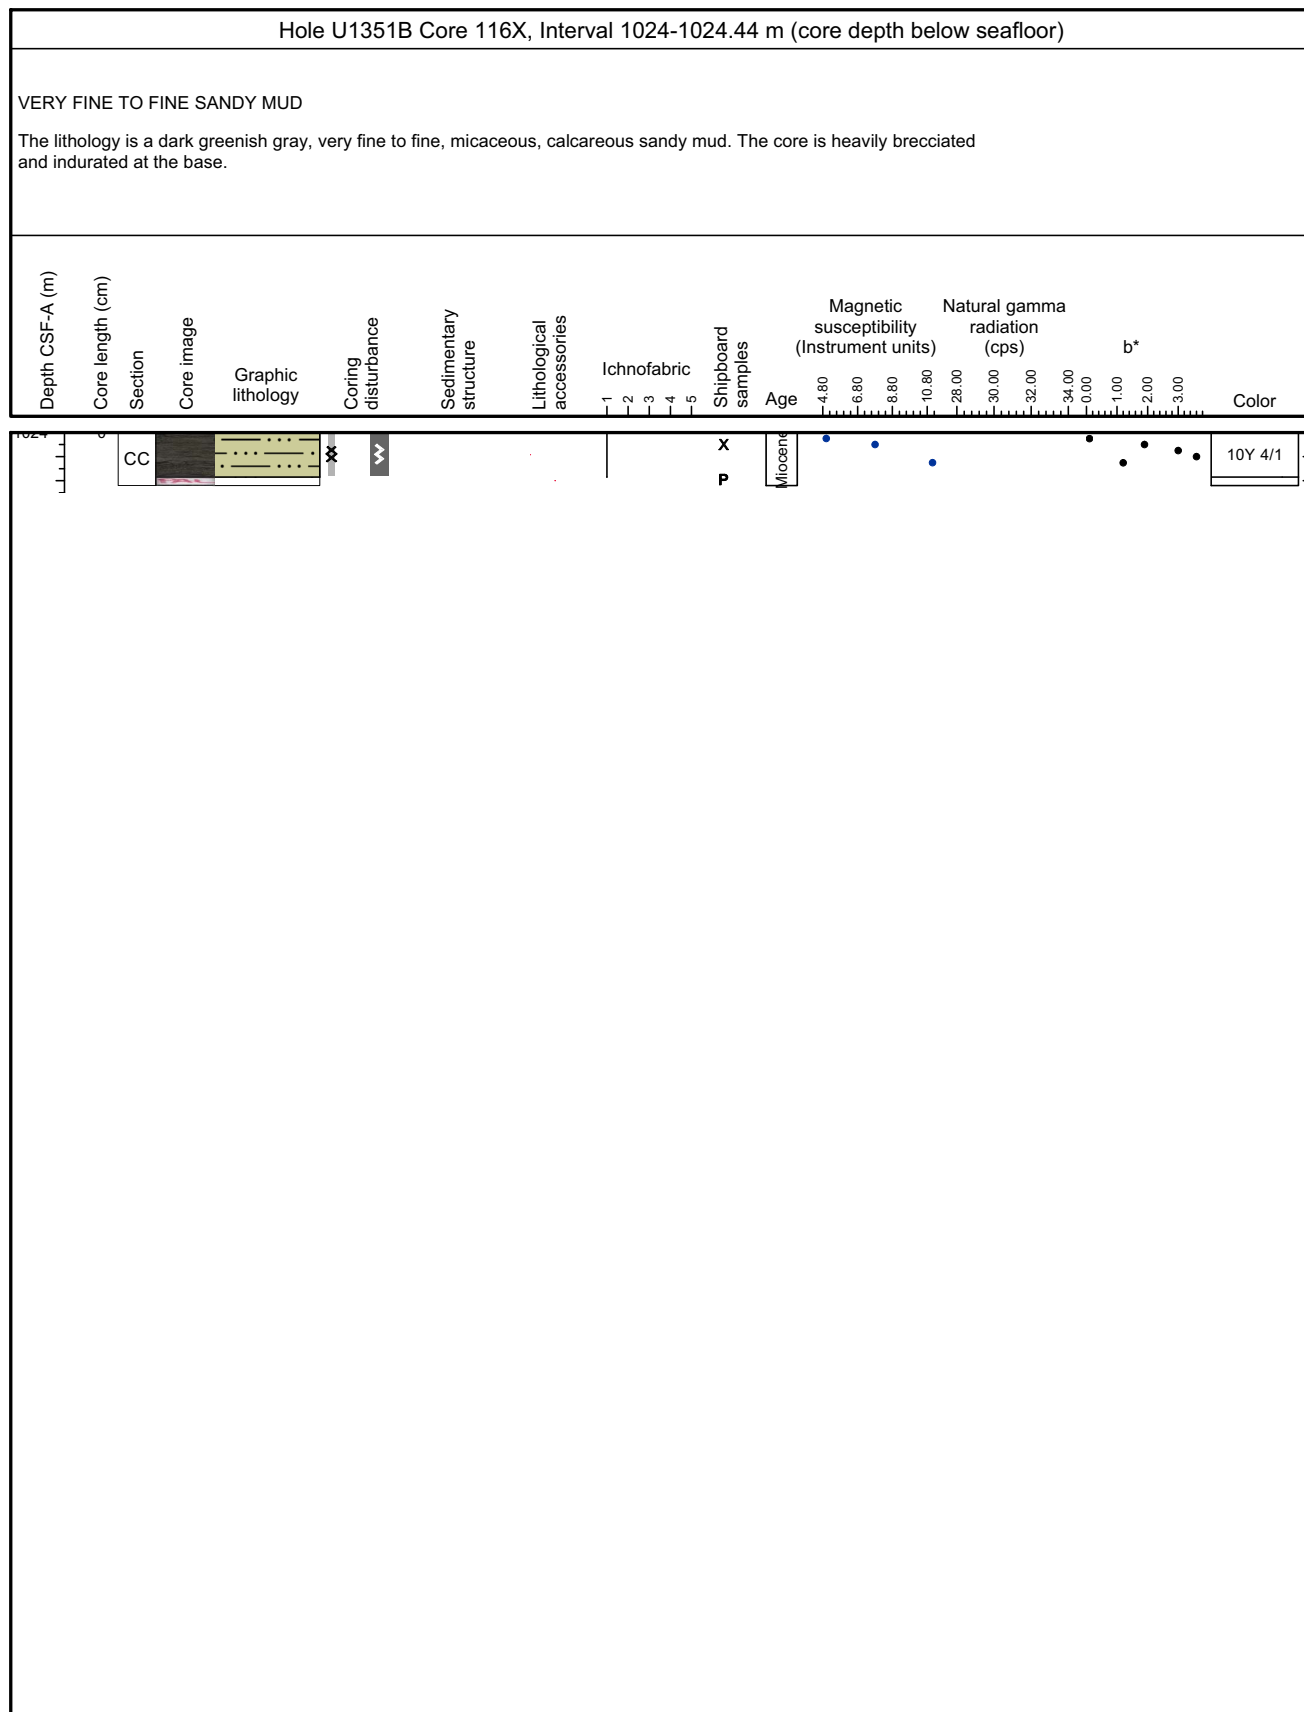 Hole U1351B Core 116X, Interval 1024-1024.44 m (core depth below seafloor)
VERY FINE TO FINE SANDY MUD
The lithology is a dark greenish gray, very fine to fine, micaceous, calcareous sandy mud. The core is heavily brecciated
and indurated at the base.
Depth CSF-A (m)
Core length (cm)
Section
Core image
Graphic
lithology
Coring
disturbance
Sedimentary
structure
Lithological
accessories
Ichnofabric
1 2 3 4 5
Shipboard
samples
Age
Magnetic
susceptibility
(Instrument units)
4.80 6.80 8.80 10.80
Natural gamma
radiation
(cps)
28.00 30.00 32.00 34.00
b*
0.00 1.00 2.00 3.00
Color
1024
0
CC
X
P
Miocene
10Y 4/1